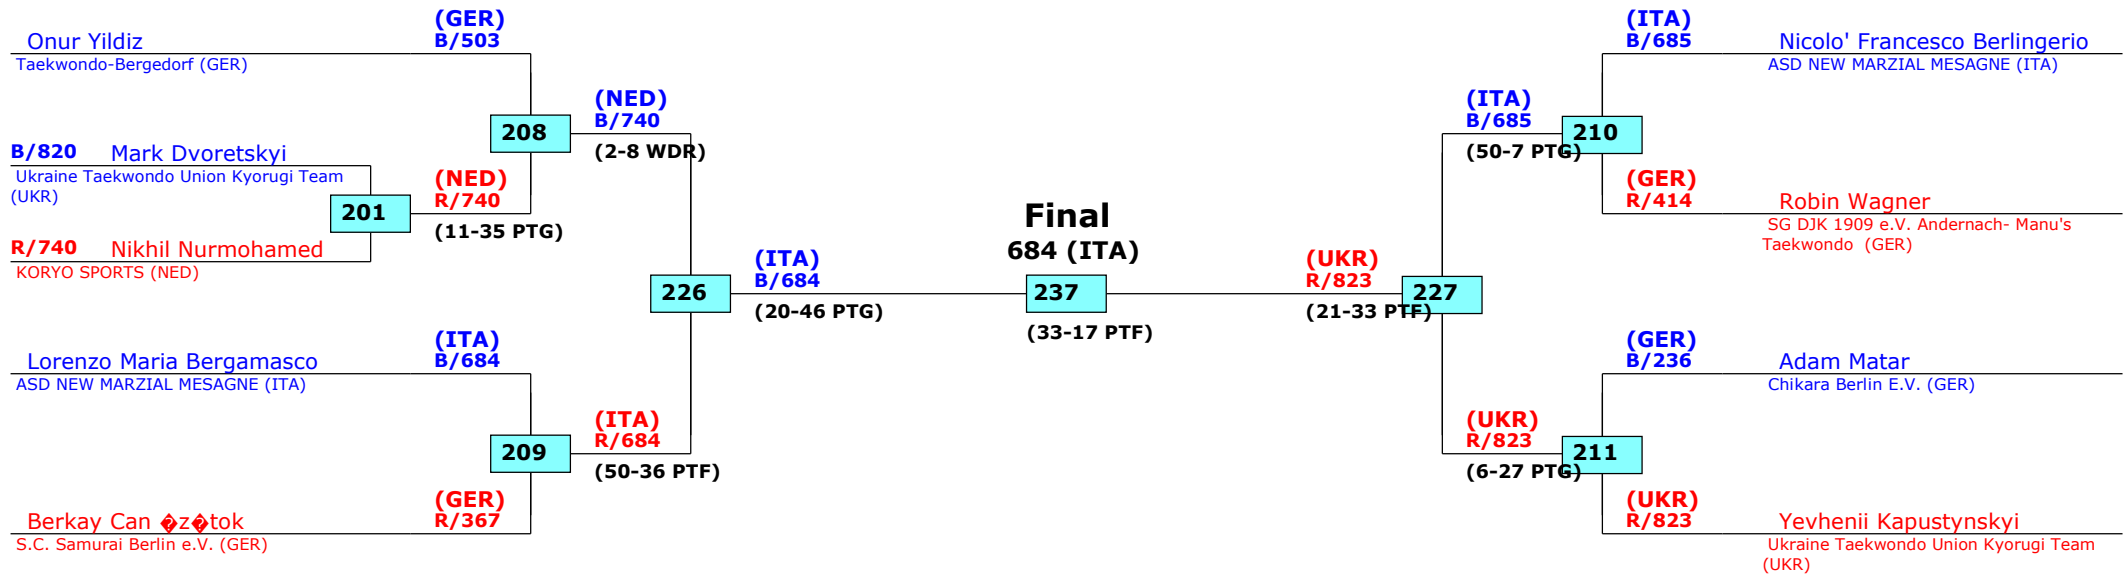 (GER)
B/503
Onur Yildiz
Taekwondo-Bergedorf (GER)
208
(NED)
B/740
(2-8 WDR)
B/820 Mark Dvoretskyi
Ukraine Taekwondo Union Kyorugi Team
(UKR)
201
(NED)
R/740
(11-35 PTG)
R/740 Nikhil Nurmohamed
KORYO SPORTS (NED)
226
(ITA)
B/684
(20-46 PTG)
(ITA)
B/684
Lorenzo Maria Bergamasco
ASD NEW MARZIAL MESAGNE (ITA)
209
(ITA)
R/684
(50-36 PTF)
(GER)
R/367
Berkay Can �z�tok
S.C. Samurai Berlin e.V. (GER)
Final
684 (ITA)
237
(33-17 PTF)
(ITA)
B/685
Nicolo' Francesco Berlingerio
ASD NEW MARZIAL MESAGNE (ITA)
(ITA)
B/685
210
(50-7 PTG)
(GER)
R/414
Robin Wagner
SG DJK 1909 e.V. Andernach- Manu's
Taekwondo (GER)
(UKR)
R/823
227
(21-33 PTF)
(GER)
B/236
Adam Matar
Chikara Berlin E.V. (GER)
(UKR)
R/823
211
(6-27 PTG)
(UKR)
R/823
Yevhenii Kapustynskyi
Ukraine Taekwondo Union Kyorugi Team
(UKR)